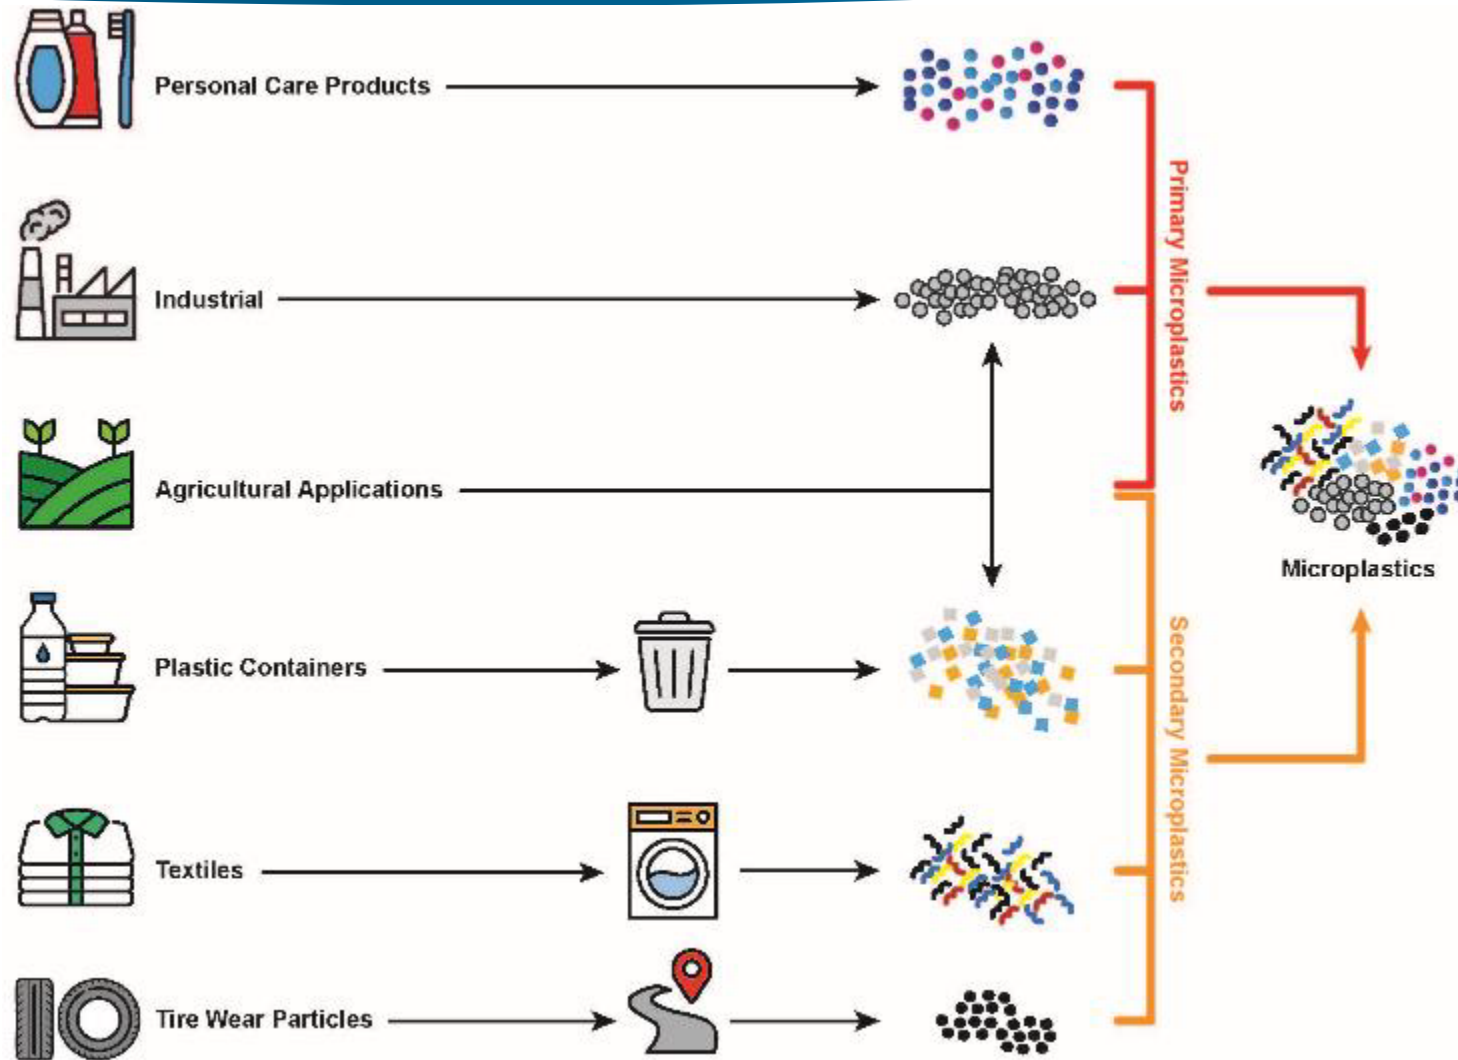 Personal Care Products
Industrial
Agricultural Applications
Plastic Containers
Textiles
Tire Wear Particles
Primary Microplastics
Secondary Microplastics
Microplastics